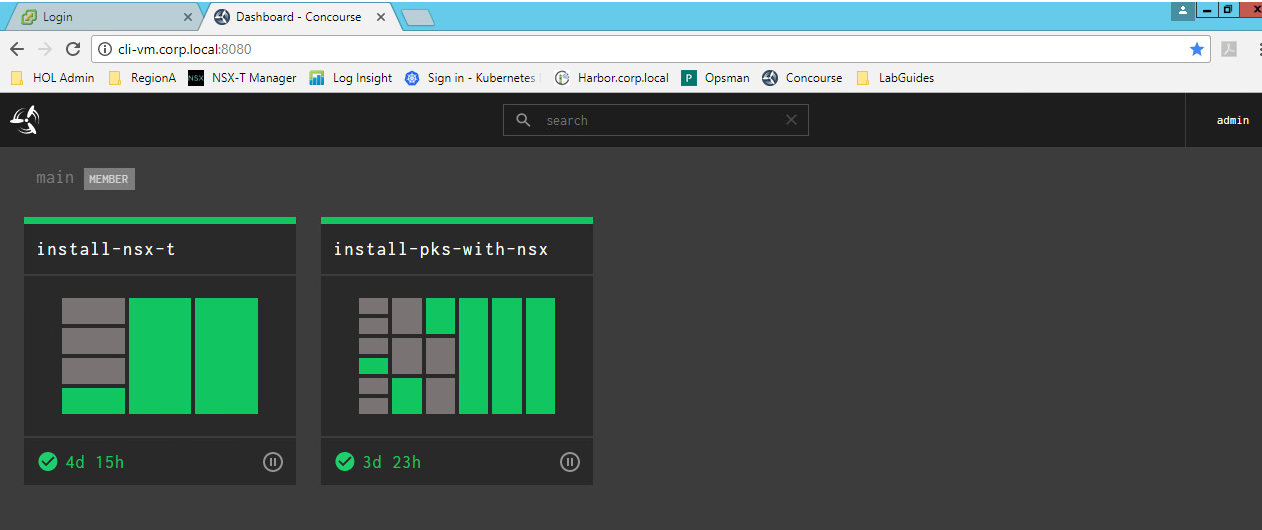 Login
Dashboard - Concourse
cli-vm.corp.local:8080
HOL Admin RegionA NSX NSX-T Manager Log Insight Sign in - Kubernetes Harbor.corp.local P Opsman Concourse LabGuides
search
admin
main MEMBER
install-nsx-t
install-pks-with-nsx
4d 15h
3d 23h